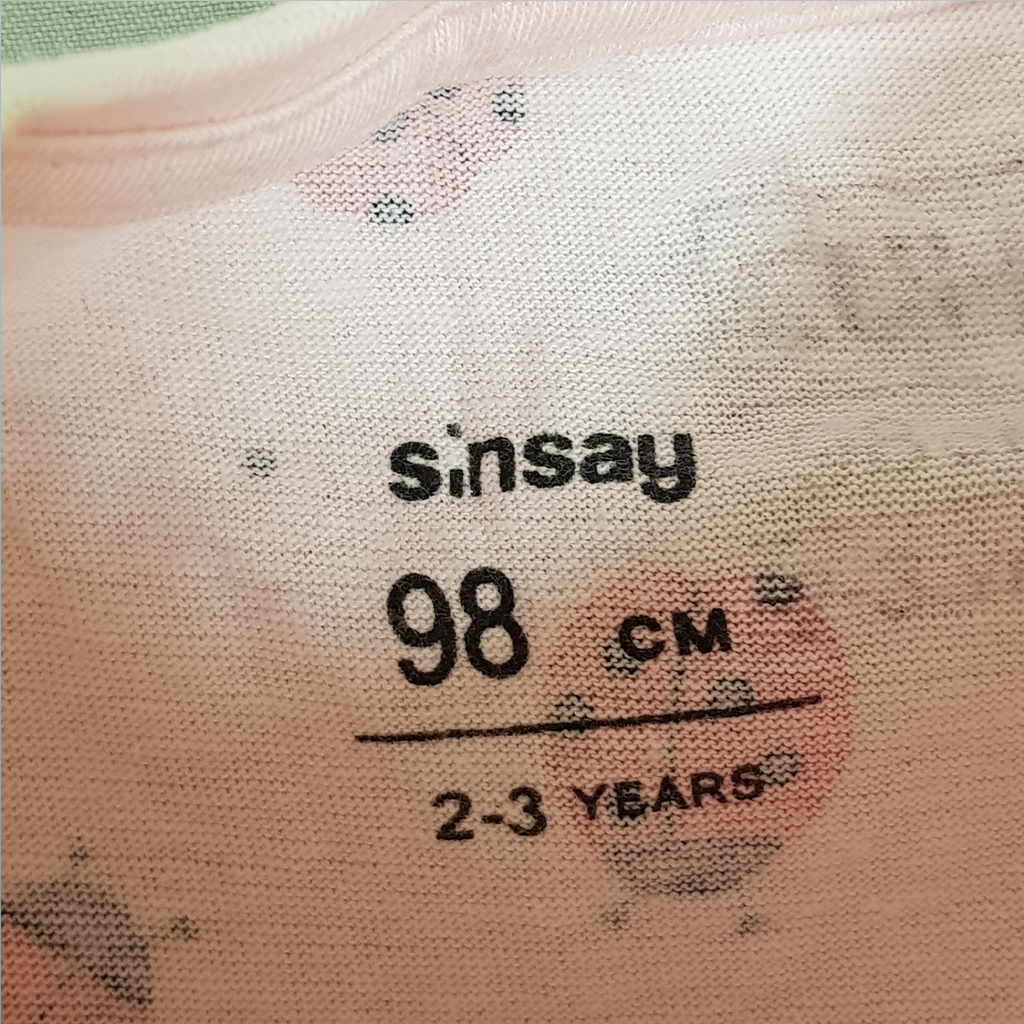 sinsay
98 CM
2-3 YEARS